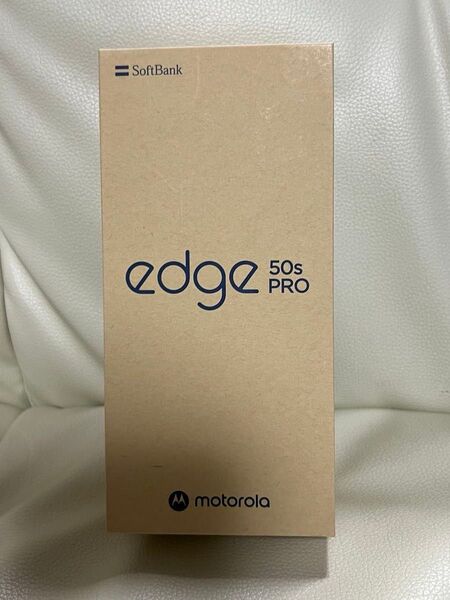 SoftBank
edge 50s
PRO
motorola